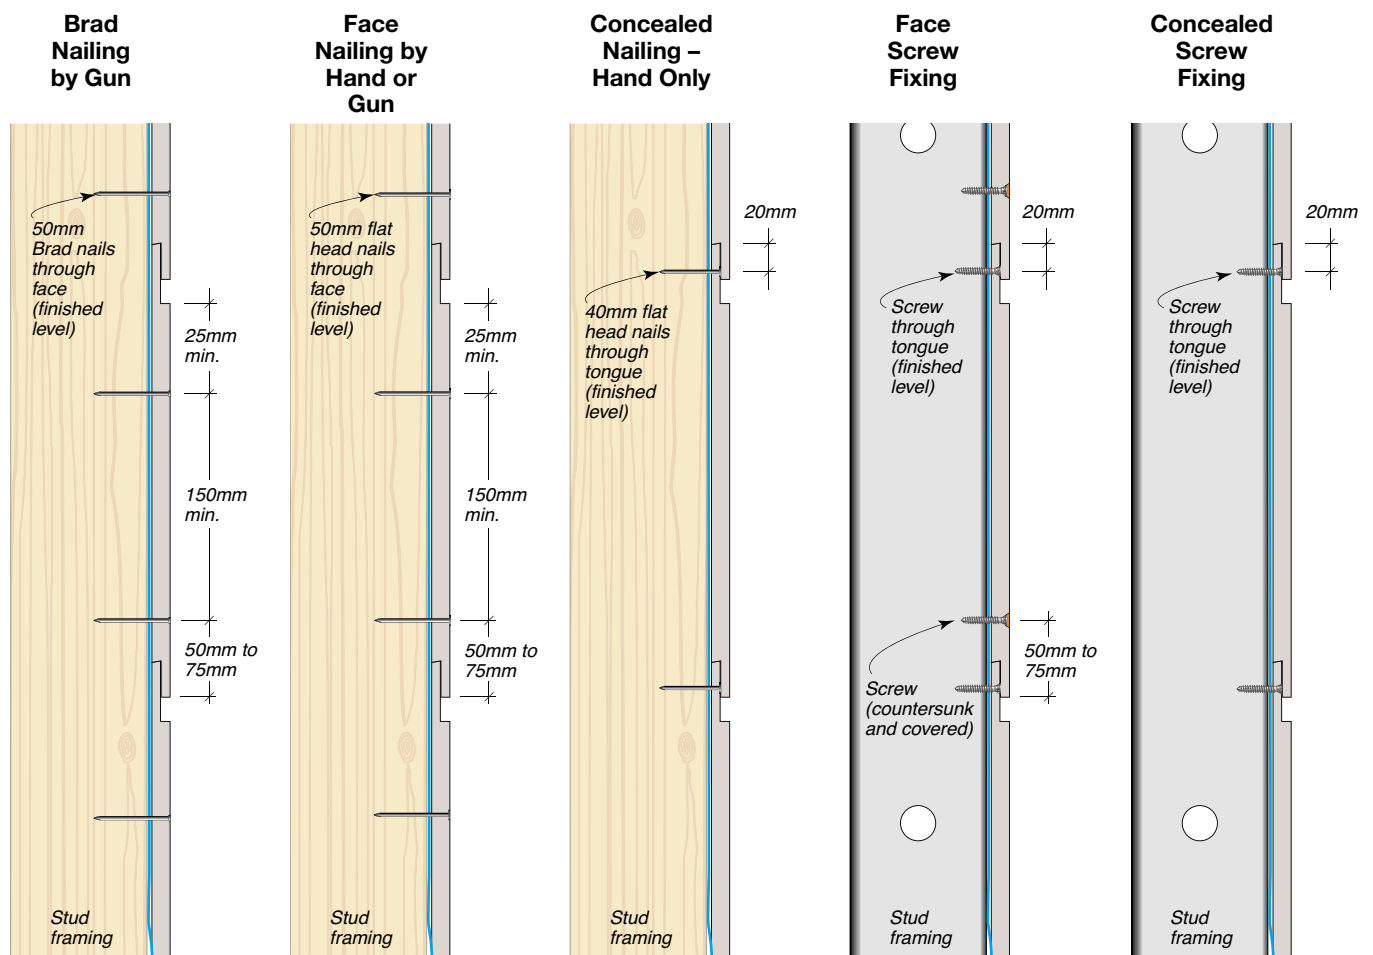 Brad
Nailing
by Gun
50mm
Brad nails
through
face
(finished
level)
25mm
min.
150mm
min.
50mm to
75mm
Stud
framing
Face
Nailing by
Hand or
Gun
50mm flat
head nails
through
face
(finished
level)
25mm
min.
150mm
min.
50mm to
75mm
Stud
framing
Concealed
Nailing –
Hand Only
20mm
40mm flat
head nails
through
tongue
(finished
level)
Face
Screw
Fixing
20mm
Screw
through
tongue
(finished
level)
50mm to
75mm
Screw
(countersunk
and covered)
Stud
framing
Concealed
Screw
Fixing
20mm
Screw
through
tongue
(finished
level)
Stud
framing